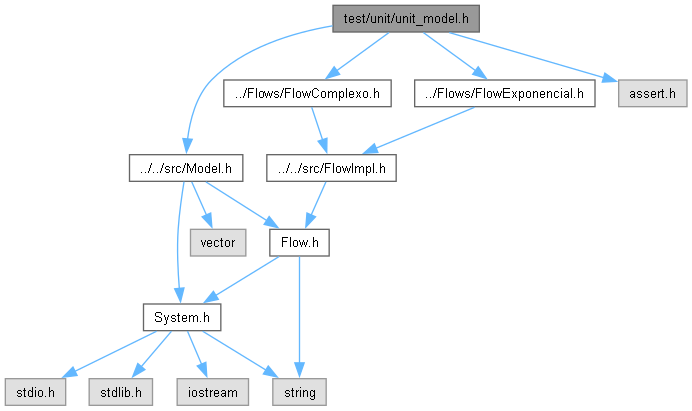 test/unit/unit_model.h
../Flows/FlowComplexo.h
../Flows/FlowExponencial.h
assert.h
../../src/Model.h
../../src/FlowImpl.h
vector
Flow.h
System.h
stdio.h
stdlib.h
iostream
string